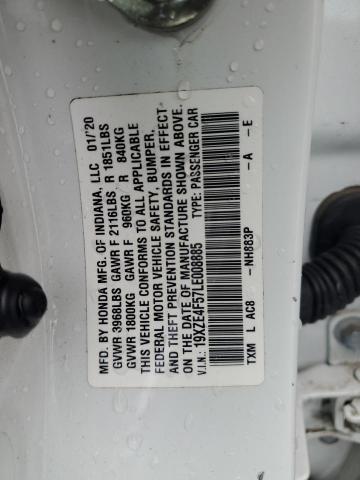 MFD. BY HONDA MFG. OF INDIANA, LLC 01/'20
GVWR 3968LBS GAWR F 2116LBS R 1851LBS
GVWR 1800KG GAWR F 960KG R 840KG
THIS VEHICLE CONFORMS TO ALL APPLICABLE
FEDERAL MOTOR VEHICLE SAFETY, BUMPER,
AND THEFT PREVENTION STANDARDS IN EFFECT
ON THE DATE OF MANUFACTURE SHOWN ABOVE.
V.I.N.: 19XZE4F57LE008885 TYPE: PASSENGER CAR
-NH883P -A -E
TXM L AC8